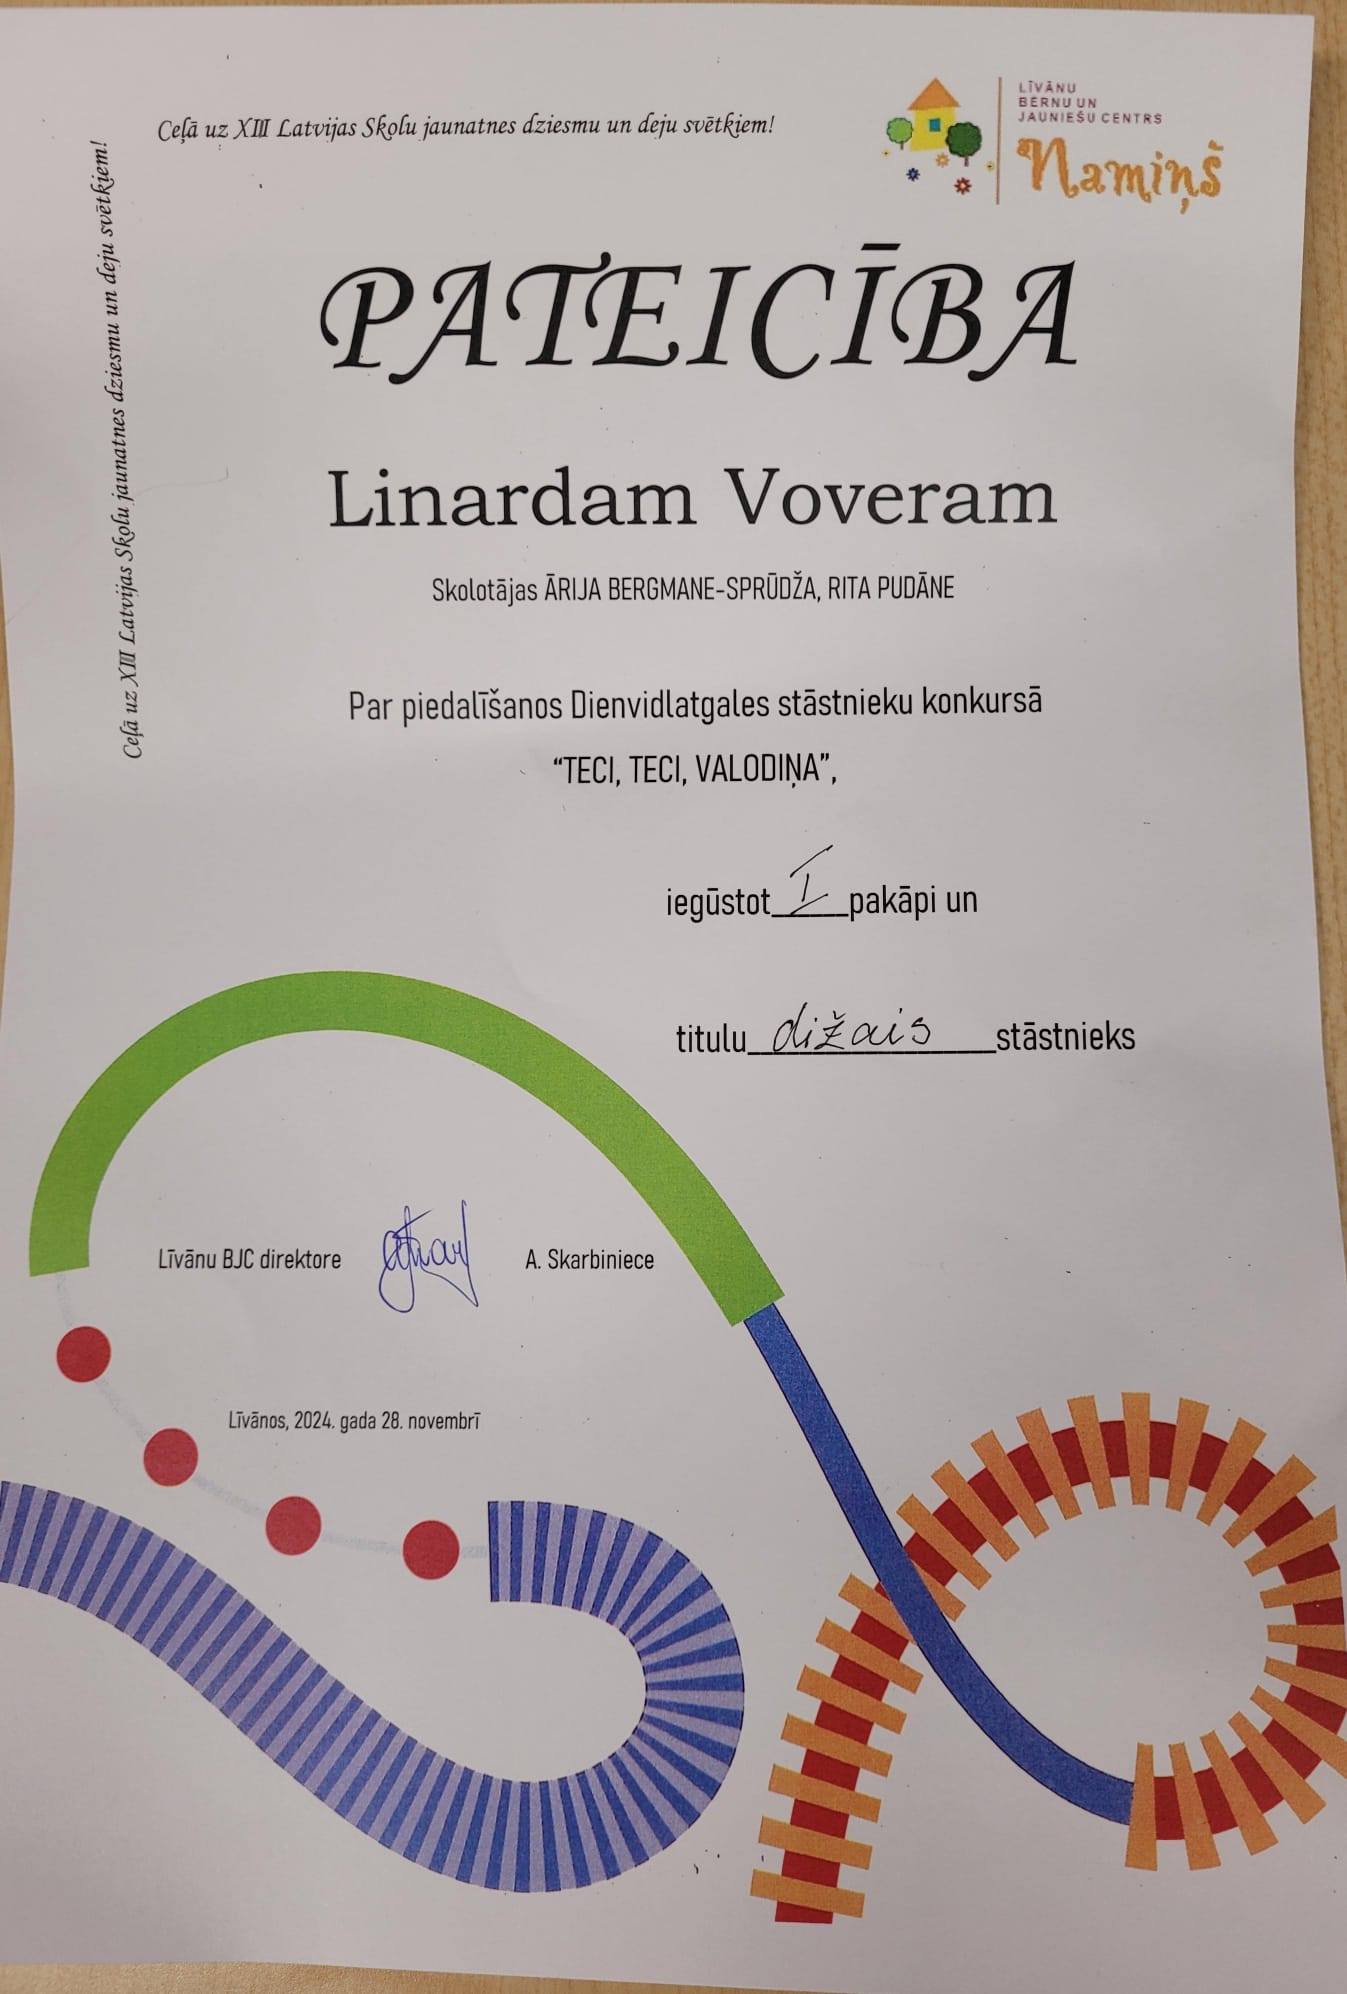 Ceļā uz XIII Latvijas Skolu jaunatnes dziesmu un deju svētkiem!
LĪVĀNU
BĒRNU UN
JAUNIEŠU CENTRS
Namiņš
Ceļā uz XIII Latvijas Skolu jaunatnes dziesmu un deju svētkiem!
PATEICĪBA
Linardam Voveram
Skolotājas ĀRIJA BERGMANE-SPRŪDŽA, RITA PUDĀNE
Par piedalīšanos Dienvidlatgales stāstnieku konkursā
“TECI, TECI, VALODIŅA”,
iegūstot I pakāpi un
titulu dižais stāstnieks
Līvānu BJC direktore A. Skarbiniece
Līvānos, 2024. gada 28. novembrī